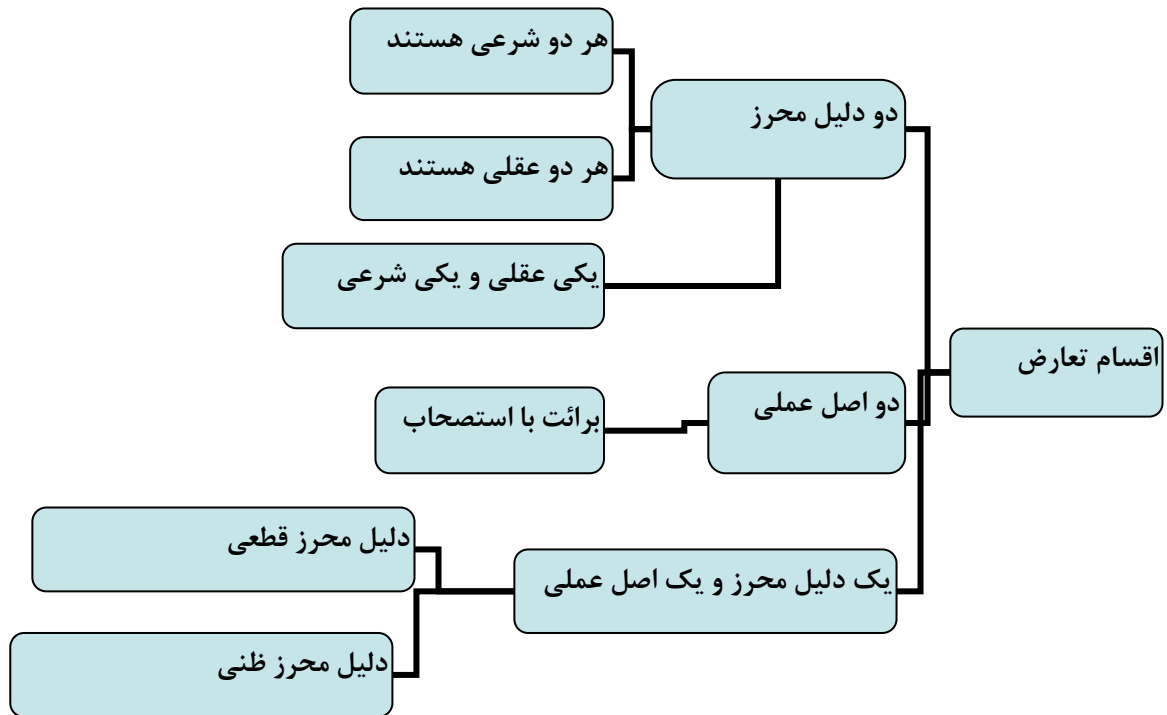 اقسام تعارض
دو دلیل محرز
هر دو شرعی هستند
هر دو عقلی هستند
یکی عقلی و یکی شرعی
دو اصل عملی
برائت با استصحاب
یک دلیل محرز و یک اصل عملی
دلیل محرز قطعی
دلیل محرز ظنی